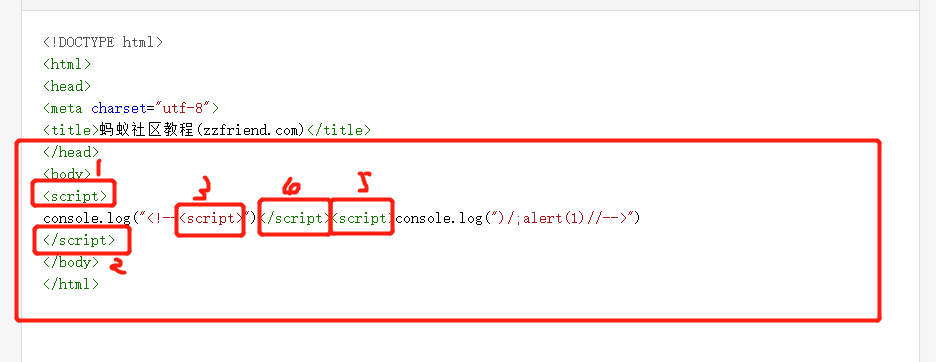 <!DOCTYPE html>
<html>
<head>
<meta charset="utf-8">
<title>蚂蚁社区教程(zzfriend.com)</title>
</head>
<body>
1
<script>
3
6
5
console.log("<!--<script>")</script><script>console.log(")/;alert(1)//-->")
</script>
2
</body>
</html>